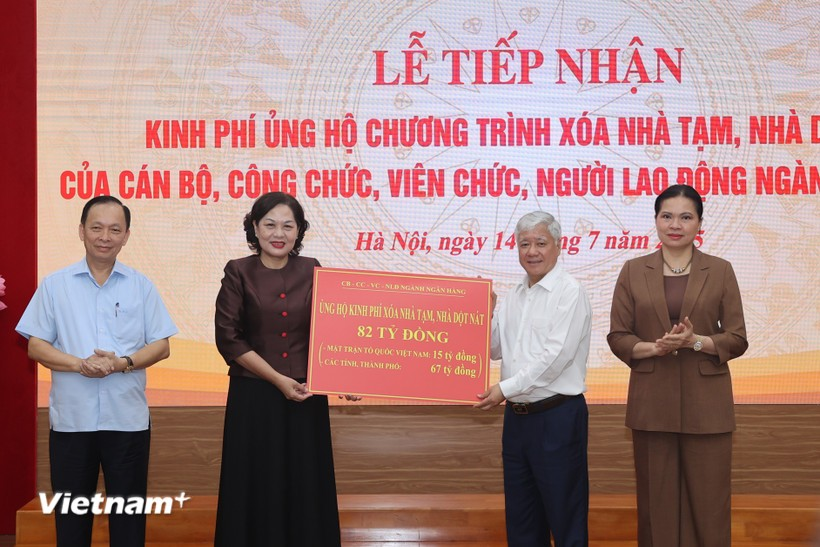 LỄ TIẾP NHẬN
KINH PHÍ ỦNG HỘ CHƯƠNG TRÌNH XÓA NHÀ TẠM, NHÀ
CỦA CÁN BỘ, CÔNG CHỨC, VIÊN CHỨC, NGƯỜI LAO ĐỘNG
Hà Nội, ngày 14 7 năm
CB - CC - VC - NLĐ NGÀNH NGÂN HÀNG
ỦNG HỘ KINH PHÍ XÓA NHÀ TẠM, NHÀ DỘT NÁT
82 TỶ ĐỒNG
- MẶT TRẬN TỔ QUỐC VIỆT NAM: 15 tỷ đồng
- CÁC TỈNH, THÀNH PHỐ: 67 tỷ đồng
Vietnam+